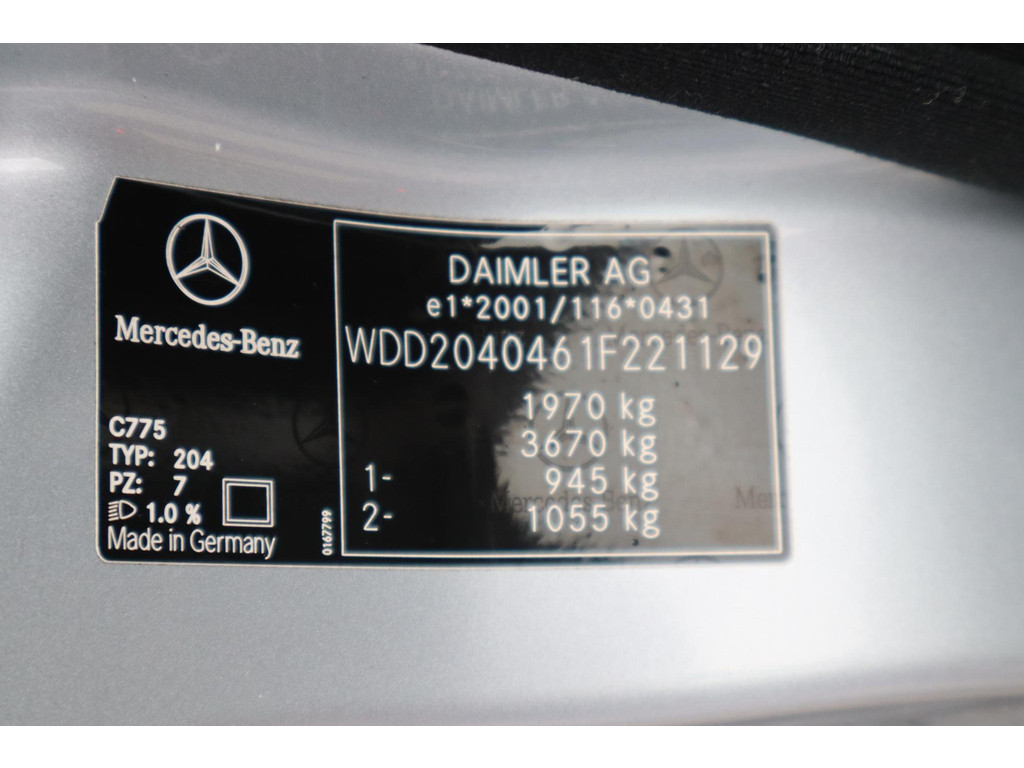 Mercedes-Benz
C775
TYP: 204
PZ: 7
1.0 %
Made in Germany
0167799
DAIMLER AG
e1*2001/116*0431
WDD2040461F221129
1970 kg
3670 kg
1- 945 kg
2- 1055 kg